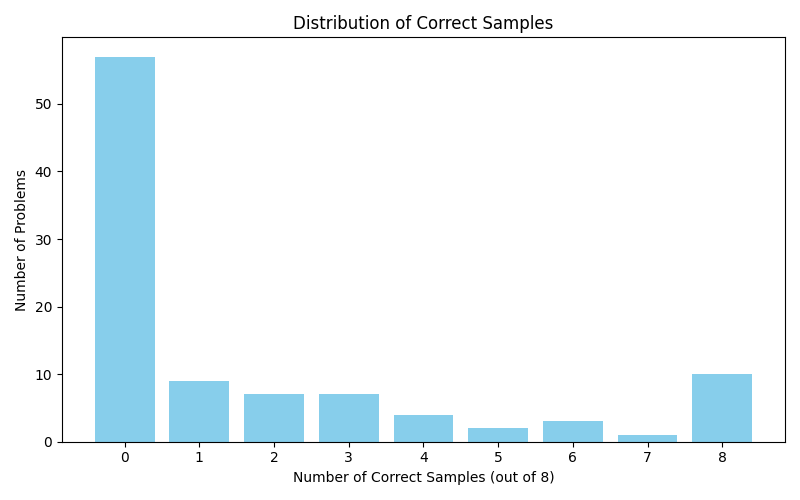 Distribution of Correct Samples
Number of Problems
50
40
30
20
10
0
0 1 2 3 4 5 6 7 8
Number of Correct Samples (out of 8)